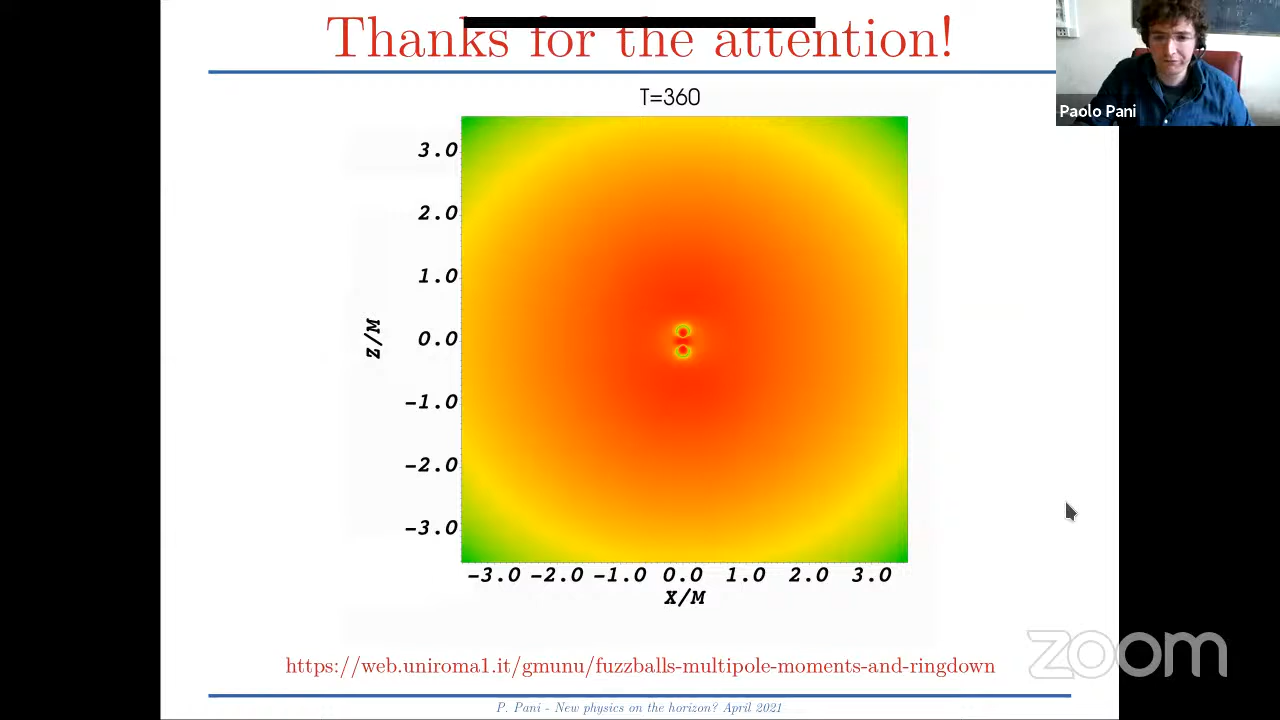 Thanks for the attention!
Paolo Pani
T=360
3.0
2.0
1.0
0.0
-1.0
-2.0
-3.0
Z/M
-3.0 -2.0 -1.0 0.0 1.0 2.0 3.0
X/M
https://web.uniroma1.it/gmunu/fuzzballs-multipole-moments-and-ringdown
zoom
P. Pani - New physics on the horizon? April 2021